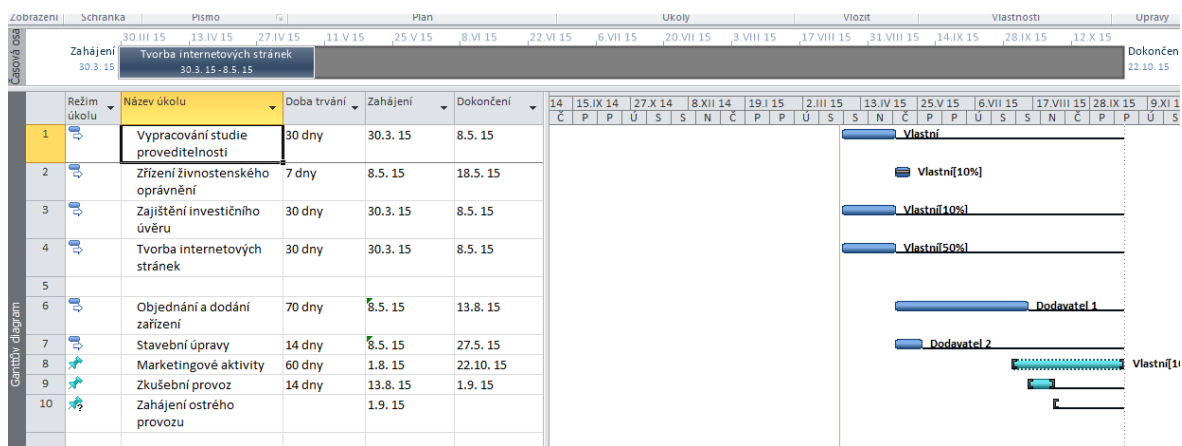 Zobrazení Schránka Písmo Plán Úkoly Vložit Vlastnosti Úpravy
Časová osa
30.III 15 13.IV 15 27.IV 15 11.V 15 25.V 15 8.VI 15 22.VI 15 6.VII 15 20.VII 15 3.VIII 15 17.VIII 15 31.VIII 15 14.IX 15 28.IX 15 12.X 15
Zahájení
30.3. 15
Tvorba internetových stránek
30.3. 15 - 8.5. 15
Dokončen
22.10. 15
Režim úkolu Název úkolu Doba trvání Zahájení Dokončení
14 15.IX 14 27.X 14 8.XII 14 19.I 15 2.III 15 13.IV 15 25.V 15 6.VII 15 17.VIII 15 28.IX 15 9.XI 1
Č P P Ú S S N Č P P Ú S S N Č P P Ú S S N Č P P Ú S
1 Vypracování studie proveditelnosti 30 dny 30.3. 15 8.5. 15 Vlastní
2 Zřízení živnostenského oprávnění 7 dny 8.5. 15 18.5. 15 Vlastní[10%]
3 Zajištění investičního úvěru 30 dny 30.3. 15 8.5. 15 Vlastní[10%]
4 Tvorba internetových stránek 30 dny 30.3. 15 8.5. 15 Vlastní[50%]
5
6 Objednání a dodání zařízení 70 dny 8.5. 15 13.8. 15 Dodavatel 1
7 Stavební úpravy 14 dny 8.5. 15 27.5. 15 Dodavatel 2
8 Marketingové aktivity 60 dny 1.8. 15 22.10. 15 Vlastní[10
9 Zkušební provoz 14 dny 13.8. 15 1.9. 15
10 Zahájení ostrého provozu 1.9. 15
Ganttův diagram